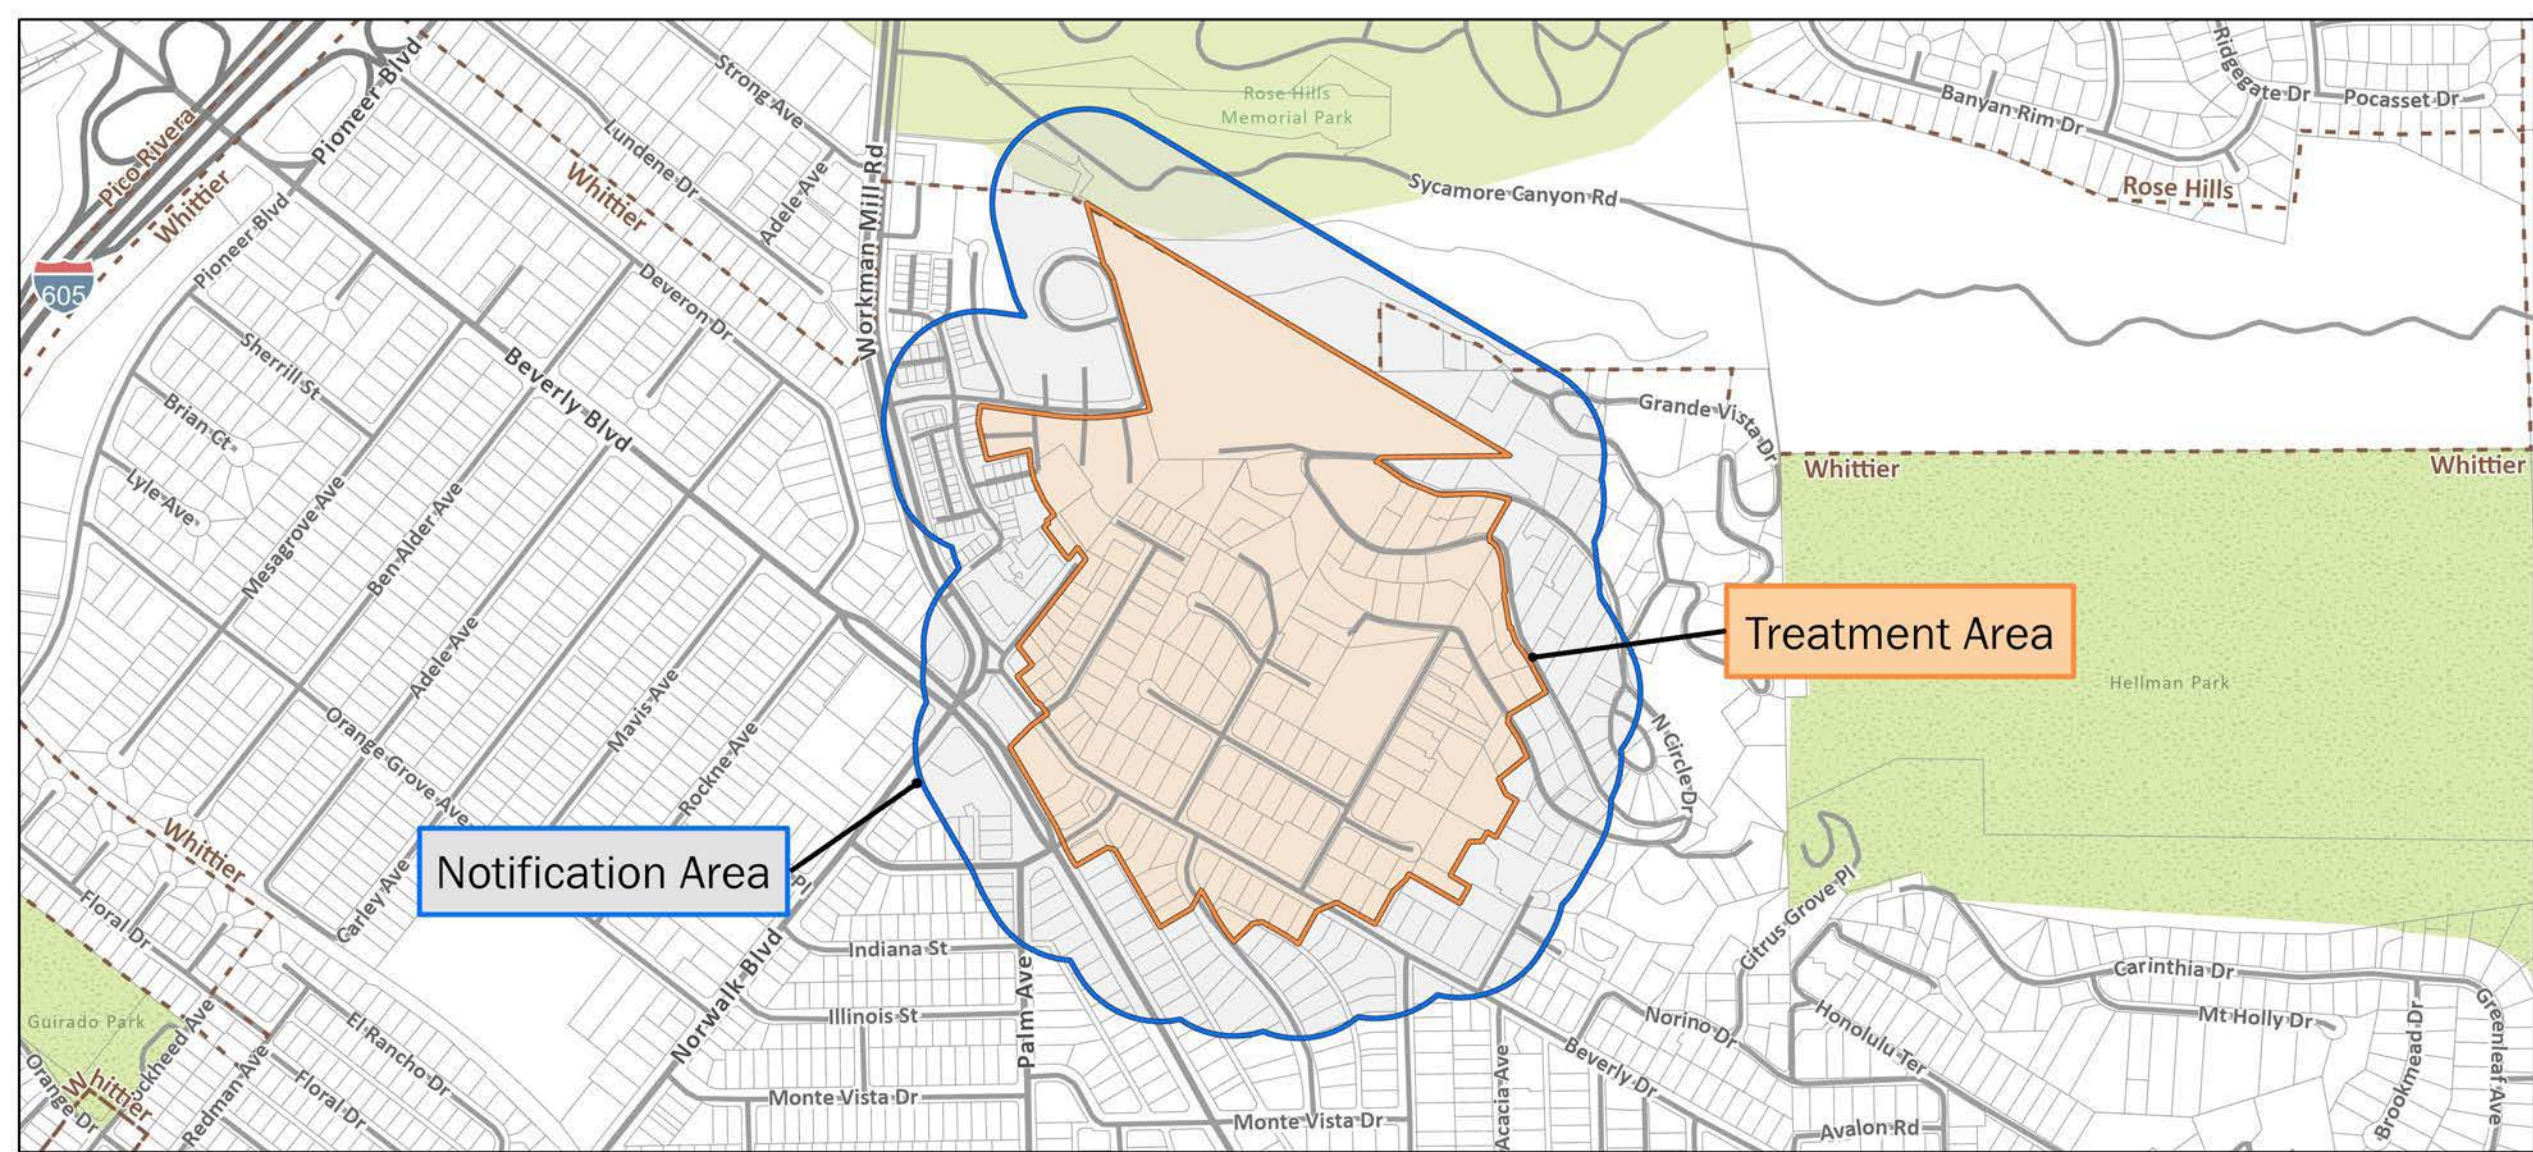 Pioneer Blvd
Strong Ave
Ridgegate Dr
Pocasset Dr
Banyan Rim Dr
Rose Hills
Memorial Park
Pico Rivera
Whittier
Lundene Dr
Whittier
Adele Ave
Workman Mill Rd
Sycamore Canyon Rd
Rose Hills
Pioneer Blvd
605
Deveron Dr
Sherrill St
Beverly Blvd
Brian Ct
Grande Vista Dr
Lyle Ave
Mesagrove Ave
Ben Alder Ave
Whittier
Whittier
Adele Ave
Treatment Area
Mavis Ave
Hellman Park
Orange Grove Ave
Rockne Ave
N Circle Dr
Whittier
Notification Area
Pl
Carley Ave
Floral Dr
Citrus Grove Pl
Indiana St
Norwalk Blvd
Palm Ave
Carinthia Dr
Guirado Park
El Rancho Dr
Illinois St
Norino Dr
Honolulu Ter
Mt Holly Dr
Brookmead Dr
Greenleaf Ave
Orange Dr
Whittier
Redman Ave
Floral Dr
Monte Vista Dr
Monte Vista Dr
Acacia Ave
Beverly Dr
Avalon Rd